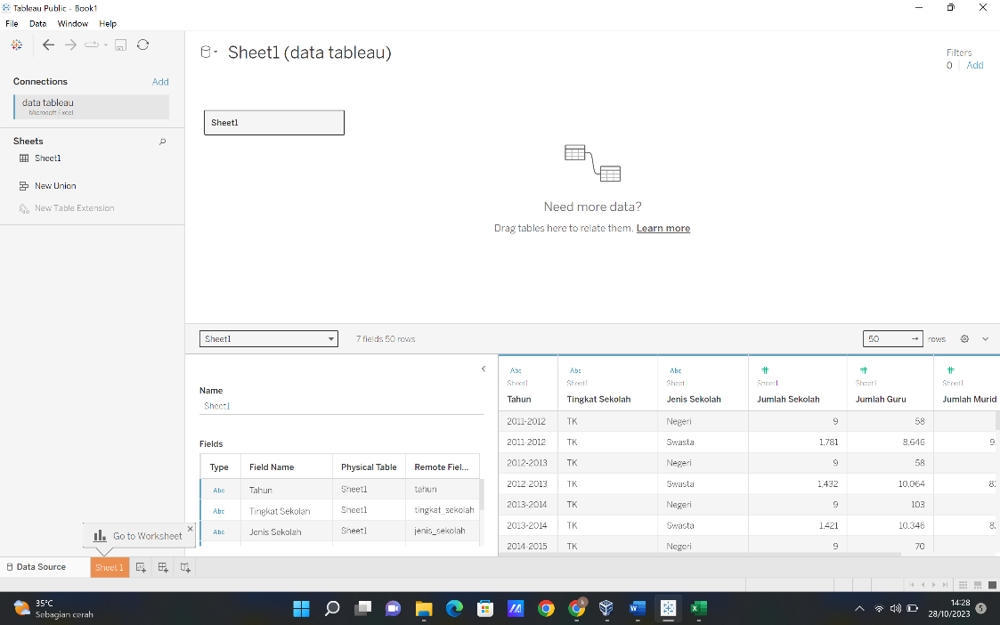 Tableau Public - Book1
File Data Window Help
Connections Add
data tableau
Microsoft Excel
Sheets
Sheet1
New Union
New Table Extension
Sheet1 (data tableau)
Filters
0 Add
Sheet1
Need more data?
Drag tables here to relate them. Learn more
Sheet1 7 fields 50 rows 50 → rows
Name
Sheet1
Fields
Type Field Name Physical Table Remote Fiel...
Abc Tahun Sheet1 tahun
Abc Tingkat Sekolah Sheet1 tingkat_sekolah
Abc Jenis Sekolah Sheet1 jenis_sekolah
Abc Abc Abc # # #
Sheet1 Sheet1 Sheet1 Sheet1 Sheet1 Sheet1
Tahun Tingkat Sekolah Jenis Sekolah Jumlah Sekolah Jumlah Guru Jumlah Murid
2011-2012 TK Negeri 9 58
2011-2012 TK Swasta 1,781 8,646 9
2012-2013 TK Negeri 9 58
2012-2013 TK Swasta 1,432 10,064 8
2013-2014 TK Negeri 9 103
2013-2014 TK Swasta 1,421 10,346 8
2014-2015 TK Negeri 9 70
Go to Worksheet
Data Source Sheet 1
35°C
Sebagian cerah
14:28
28/10/2023 5